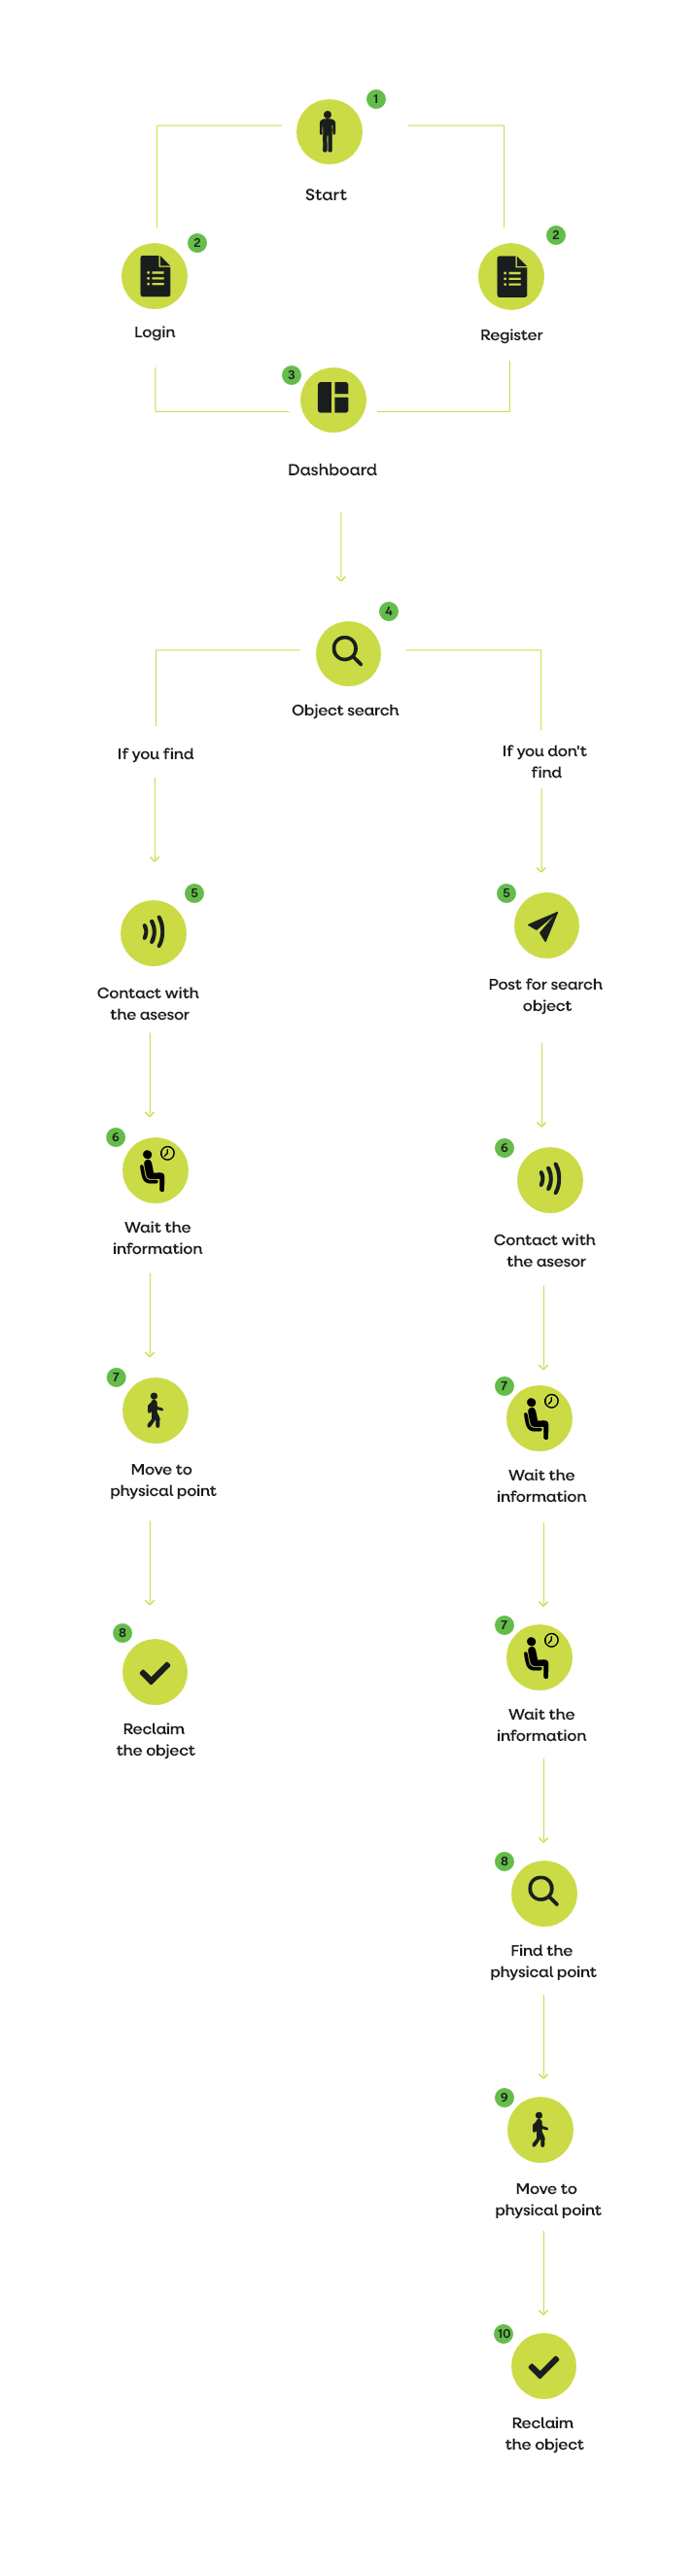 1
Start
2
Login
2
Register
3
Dashboard
4
Object search
If you find
If you don't
find
5
Contact with
the asesor
5
Post for search
object
6
Wait the
information
6
Contact with
the asesor
7
Move to
physical point
7
Wait the
information
8
Reclaim
the object
7
Wait the
information
8
Find the
physical point
9
Move to
physical point
10
Reclaim
the object